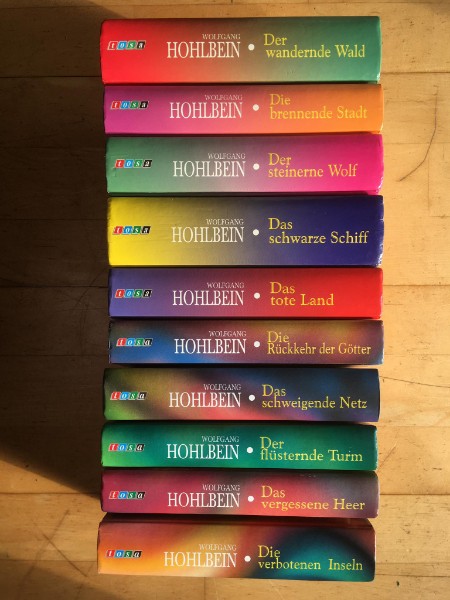 tosa
WOLFGANG
HOHLBEIN • Der
wandernde Wald
tosa
WOLFGANG
HOHLBEIN • Die
brennende Stadt
tosa
WOLFGANG
HOHLBEIN • Der
steinerne Wolf
tosa
WOLFGANG
HOHLBEIN • Das
schwarze Schiff
tosa
WOLFGANG
HOHLBEIN • Das
tote Land
tosa
WOLFGANG
HOHLBEIN • Die
Rückkehr der Götter
tosa
WOLFGANG
HOHLBEIN • Das
schweigende Netz
tosa
WOLFGANG
HOHLBEIN • Der
flüsternde Turm
tosa
WOLFGANG
HOHLBEIN • Das
vergessene Heer
tosa
WOLFGANG
HOHLBEIN • Die
verbotenen Inseln